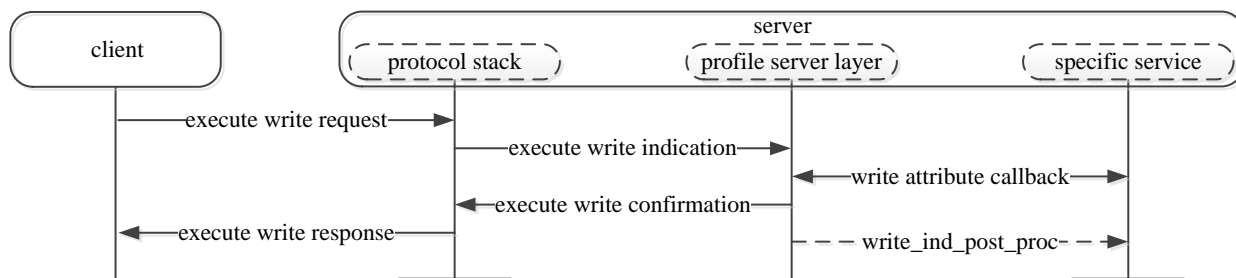 server
client
protocol stack
profile server layer
specific service
execute write request
execute write indication
write attribute callback
execute write confirmation
execute write response
write_ind_post_proc